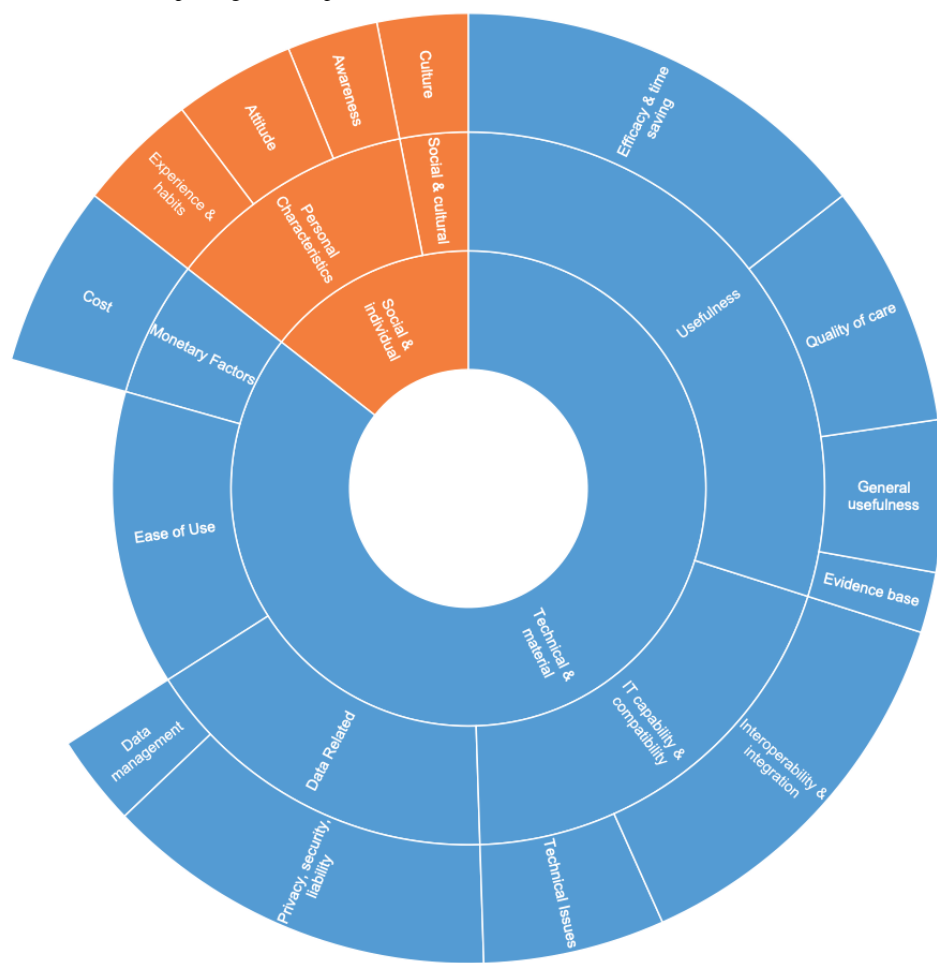 Culture
Awareness
Attitude
Experience &
habits
Cost
Social & cultural
Personal
Characteristics
Monetary Factors
Social &
individual
Efficacy & time
saving
Usefulness
Quality of care
General
usefulness
Evidence base
Ease of Use
Technical &
material
IT capability &
compatibility
Interoperability &
integration
Data Related
Data
management
Privacy, security,
liability
Technical Issues